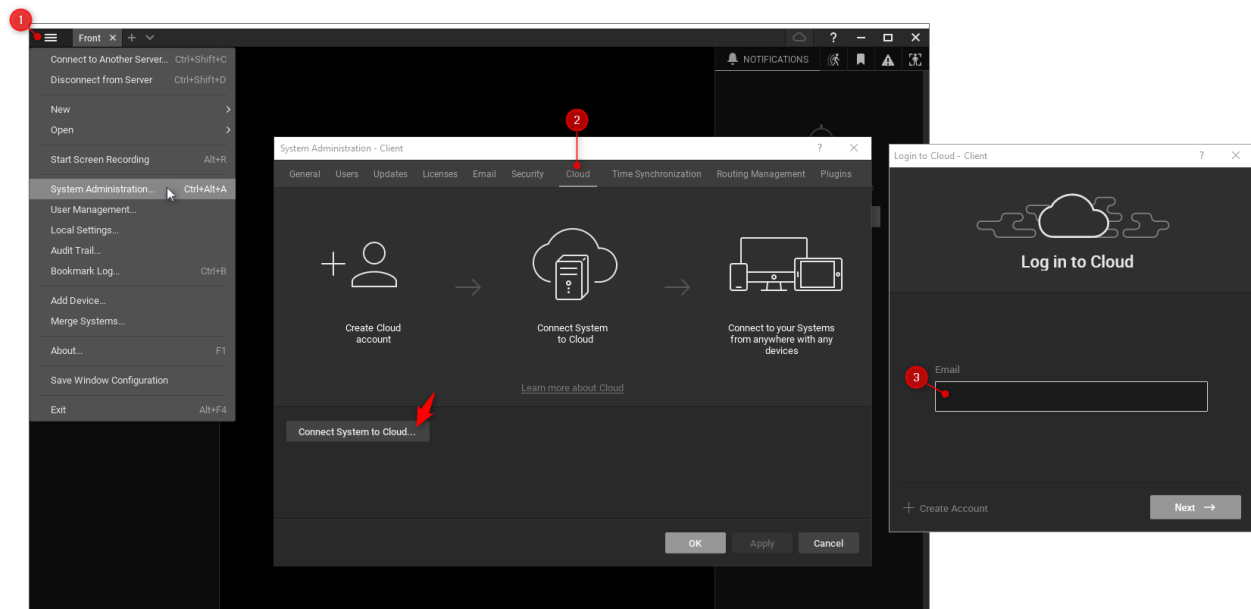 1
Front
Connect to Another Server... Ctrl+Shift+C
Disconnect from Server Ctrl+Shift+D
New
Open
Start Screen Recording Alt+R
System Administration... Ctrl+Alt+A
User Management...
Local Settings...
Audit Trail...
Bookmark Log... Ctrl+B
Add Device...
Merge Systems...
About... F1
Save Window Configuration
Exit Alt+F4
?
NOTIFICATIONS
2
System Administration - Client ?
General Users Updates Licenses Email Security Cloud Time Synchronization Routing Management Plugins
Create Cloud
account
Connect System
to Cloud
Connect to your Systems
from anywhere with any
devices
Learn more about Cloud
Connect System to Cloud...
OK Apply Cancel
Login to Cloud - Client ?
Log in to Cloud
Email
3
Create Account Next →